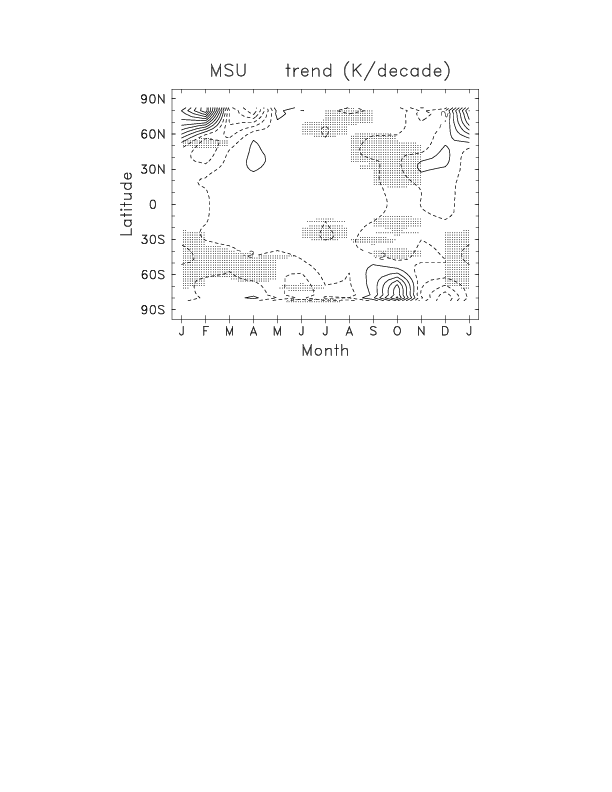 MSU trend (K/decade)
90N
60N
30N
0
30S
60S
90S
Latitude
J F M A M J J A S O N D J
Month